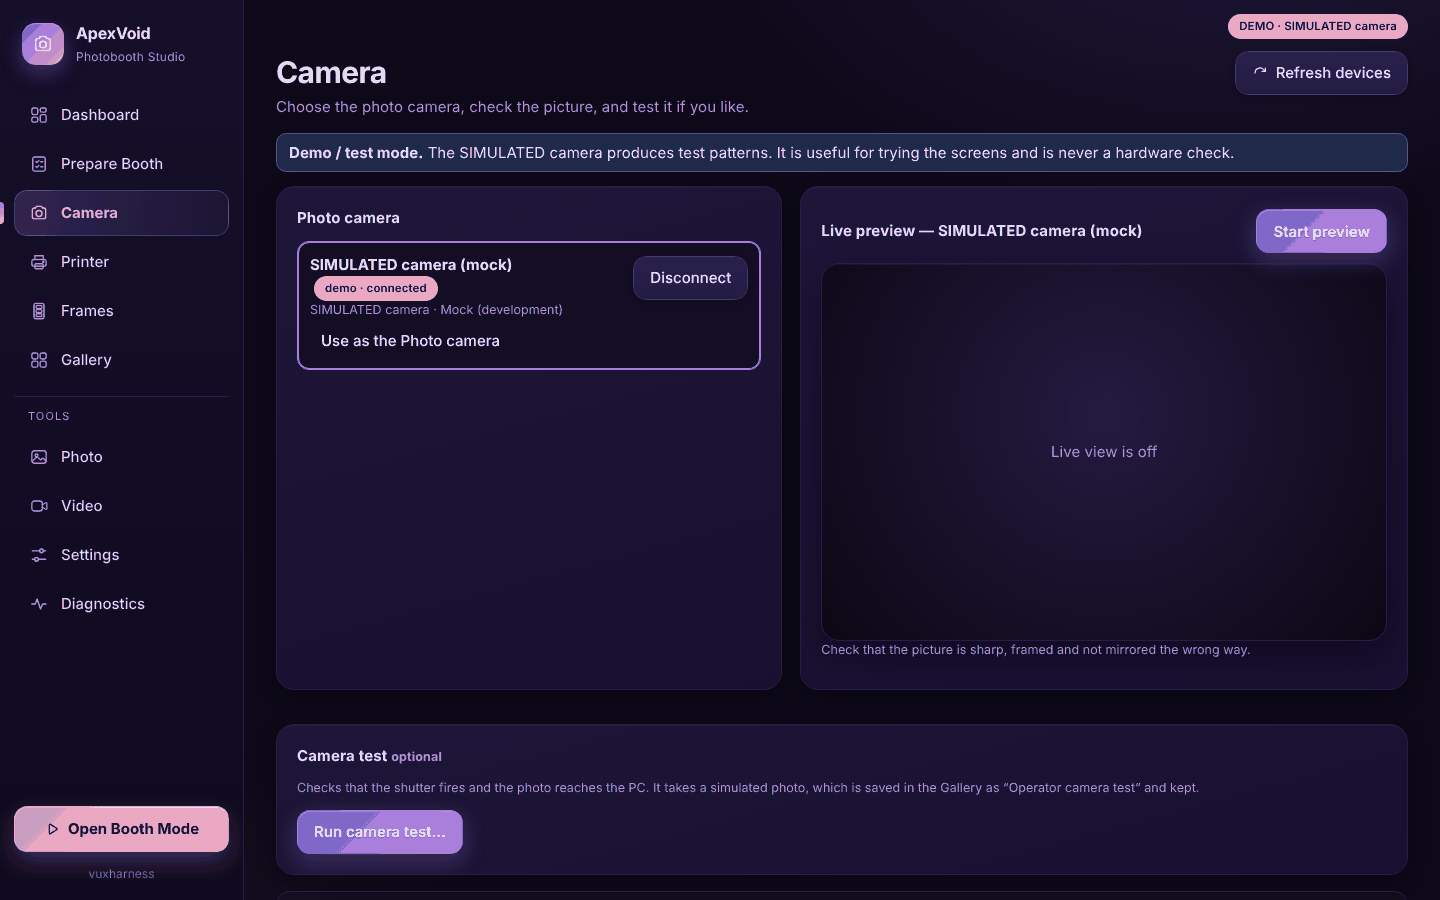 ApexVoid
Photobooth Studio
Dashboard
Prepare Booth
Camera
Printer
Frames
Gallery
TOOLS
Photo
Video
Settings
Diagnostics
Open Booth Mode
vuxharness
DEMO · SIMULATED camera
Camera
Refresh devices
Choose the photo camera, check the picture, and test it if you like.
Demo / test mode. The SIMULATED camera produces test patterns. It is useful for trying the screens and is never a hardware check.
Photo camera
SIMULATED camera (mock)
demo · connected
Disconnect
SIMULATED camera · Mock (development)
Use as the Photo camera
Live preview — SIMULATED camera (mock)
Start preview
Live view is off
Check that the picture is sharp, framed and not mirrored the wrong way.
Camera test optional
Checks that the shutter fires and the photo reaches the PC. It takes a simulated photo, which is saved in the Gallery as “Operator camera test” and kept.
Run camera test…